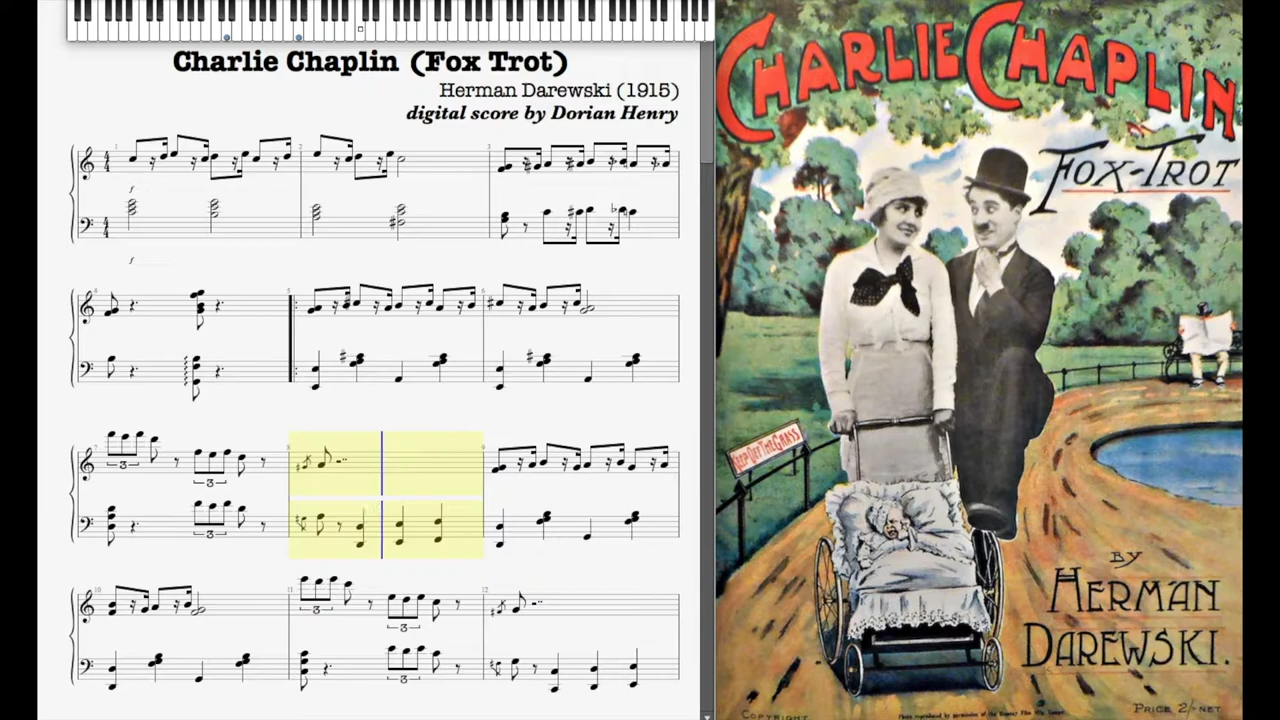 Charlie Chaplin (Fox Trot)
Herman Darewski (1915)
digital score by Dorian Henry
CHARLIE CHAPLIN
FOX-TROT
KEEP OFF THE GRASS
BY
HERMAN
DAREWSKI.
COPYRIGHT
PRICE 2/- NET